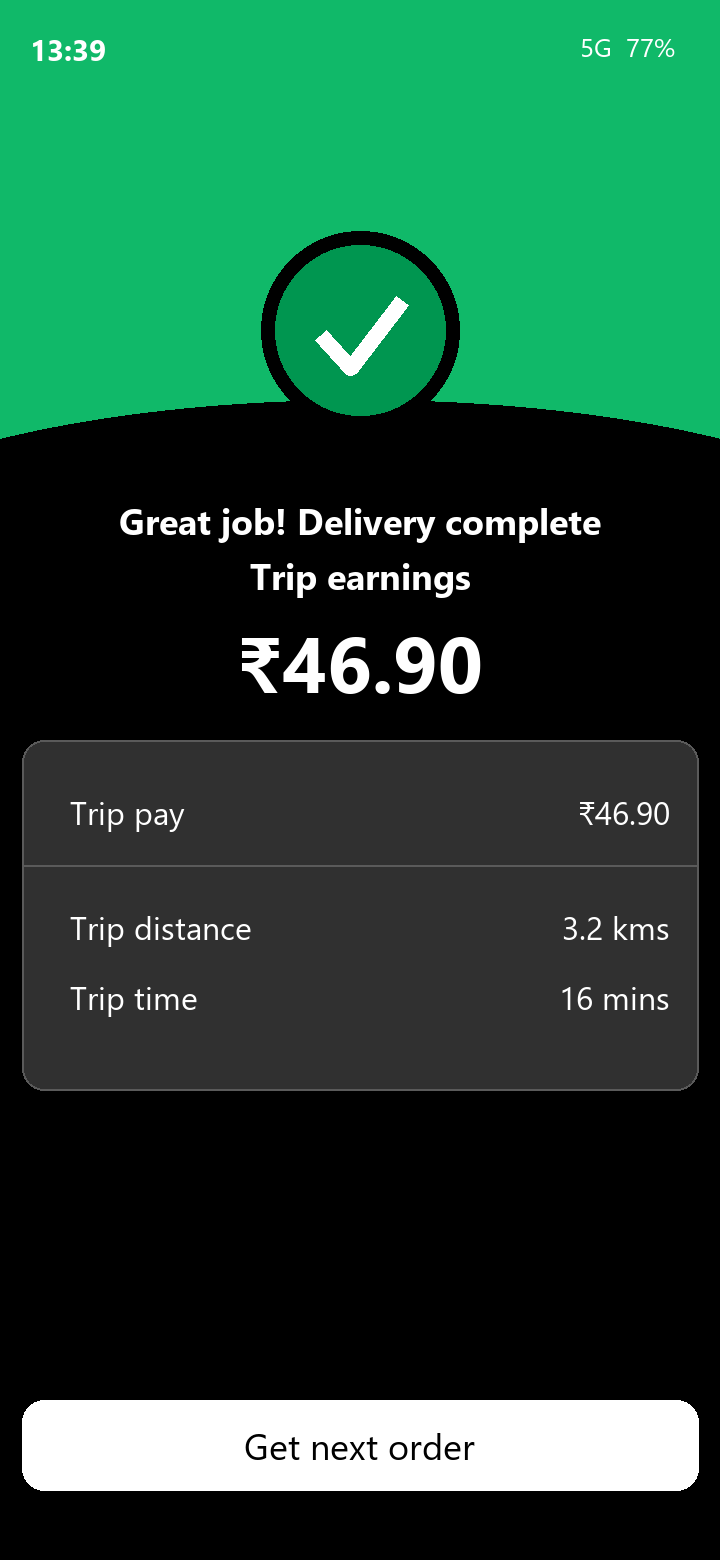 13:39 5G 77%
Great job! Delivery complete
Trip earnings
₹46.90
Trip pay ₹46.90
Trip distance 3.2 kms
Trip time 16 mins
Get next order